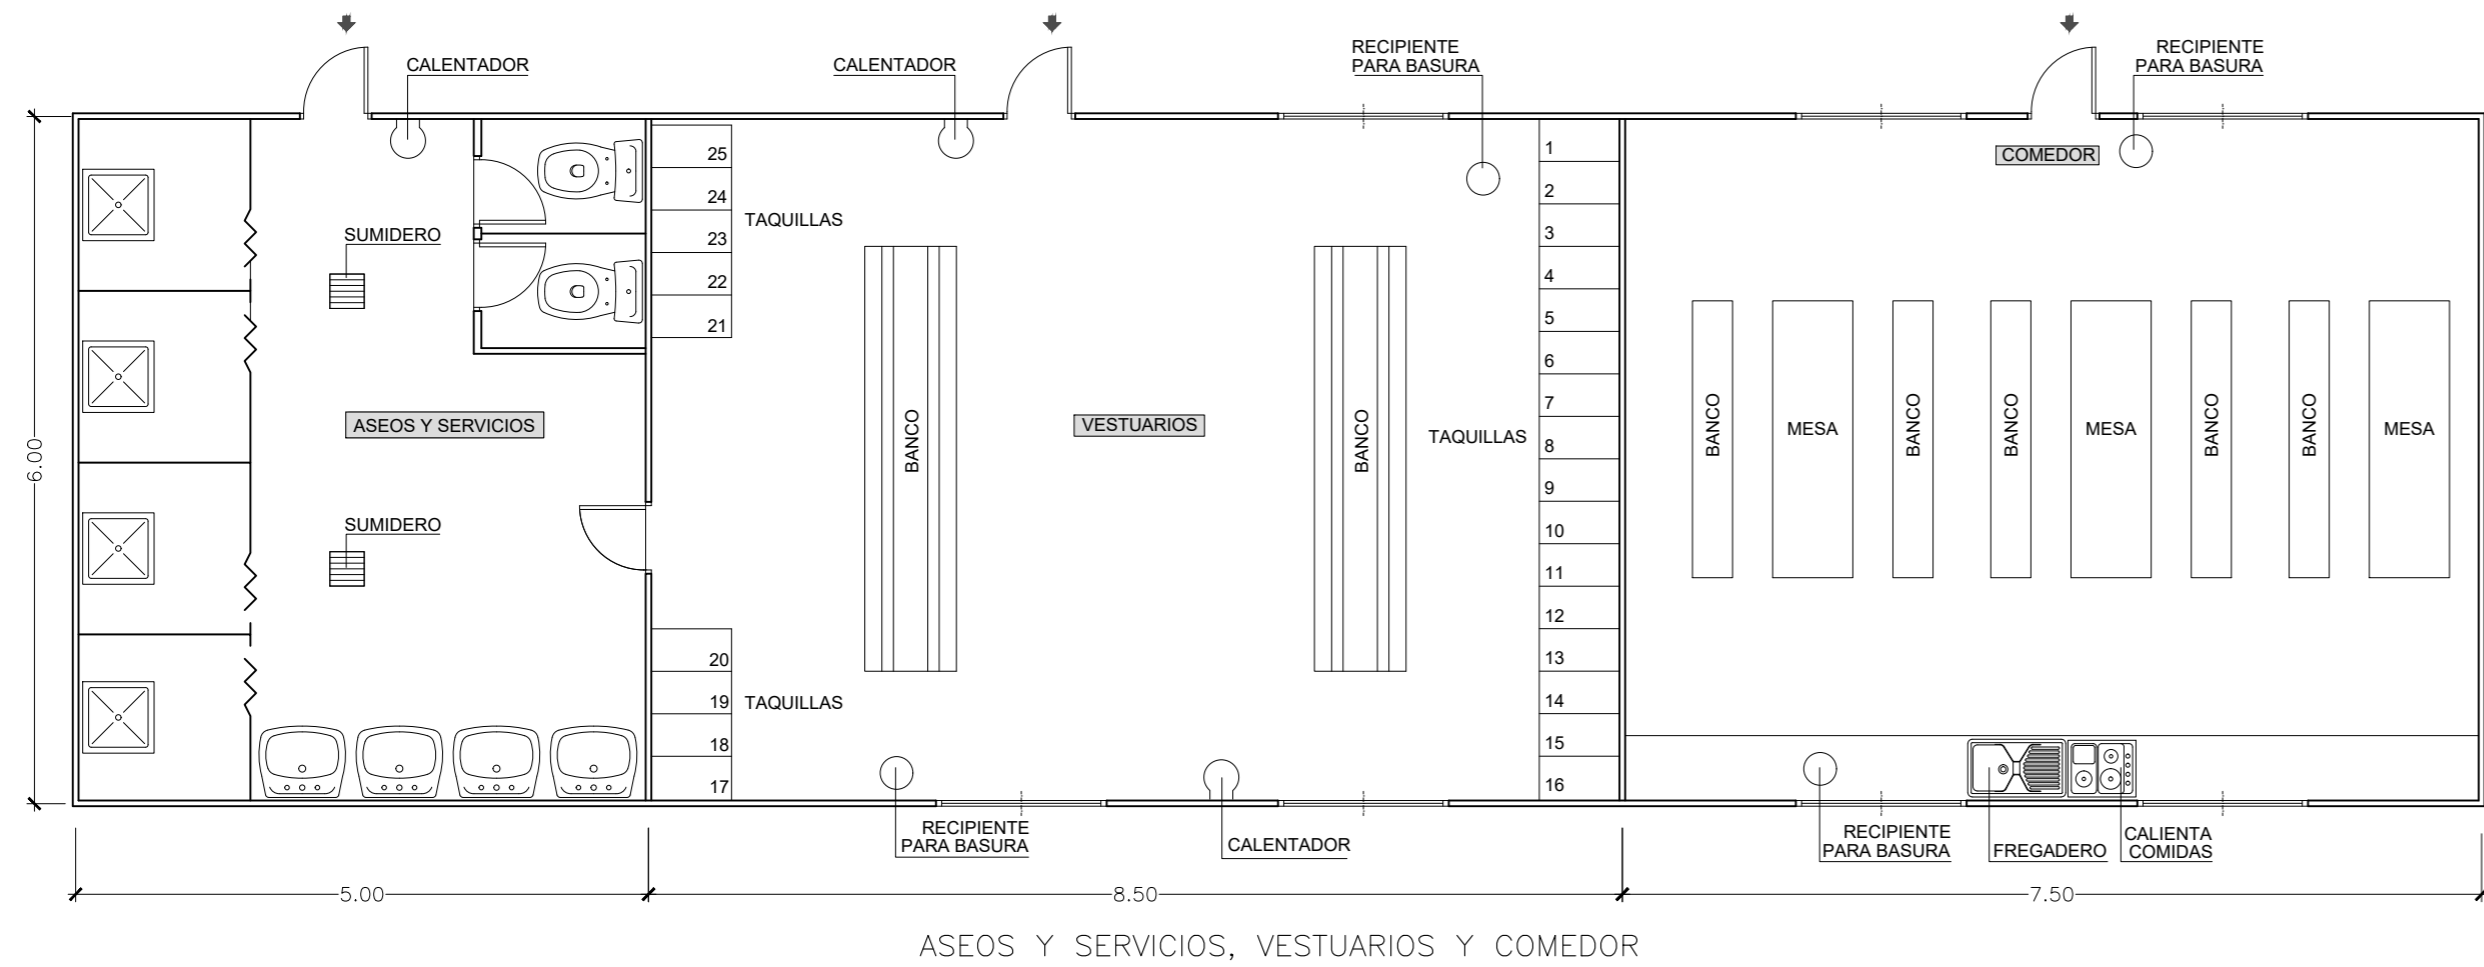 CALENTADOR
CALENTADOR
RECIPIENTE
PARA BASURA
RECIPIENTE
PARA BASURA
25
24
23
22
21
TAQUILLAS
SUMIDERO
ASEOS Y SERVICIOS
SUMIDERO
6.00
20
19
18
17
TAQUILLAS
BANCO
VESTUARIOS
BANCO
TAQUILLAS
1
2
3
4
5
6
7
8
9
10
11
12
13
14
15
16
COMEDOR
BANCO
MESA
BANCO
BANCO
MESA
BANCO
BANCO
MESA
RECIPIENTE
PARA BASURA
CALENTADOR
RECIPIENTE
PARA BASURA
FREGADERO
CALIENTA
COMIDAS
5.00
8.50
7.50
ASEOS Y SERVICIOS, VESTUARIOS Y COMEDOR